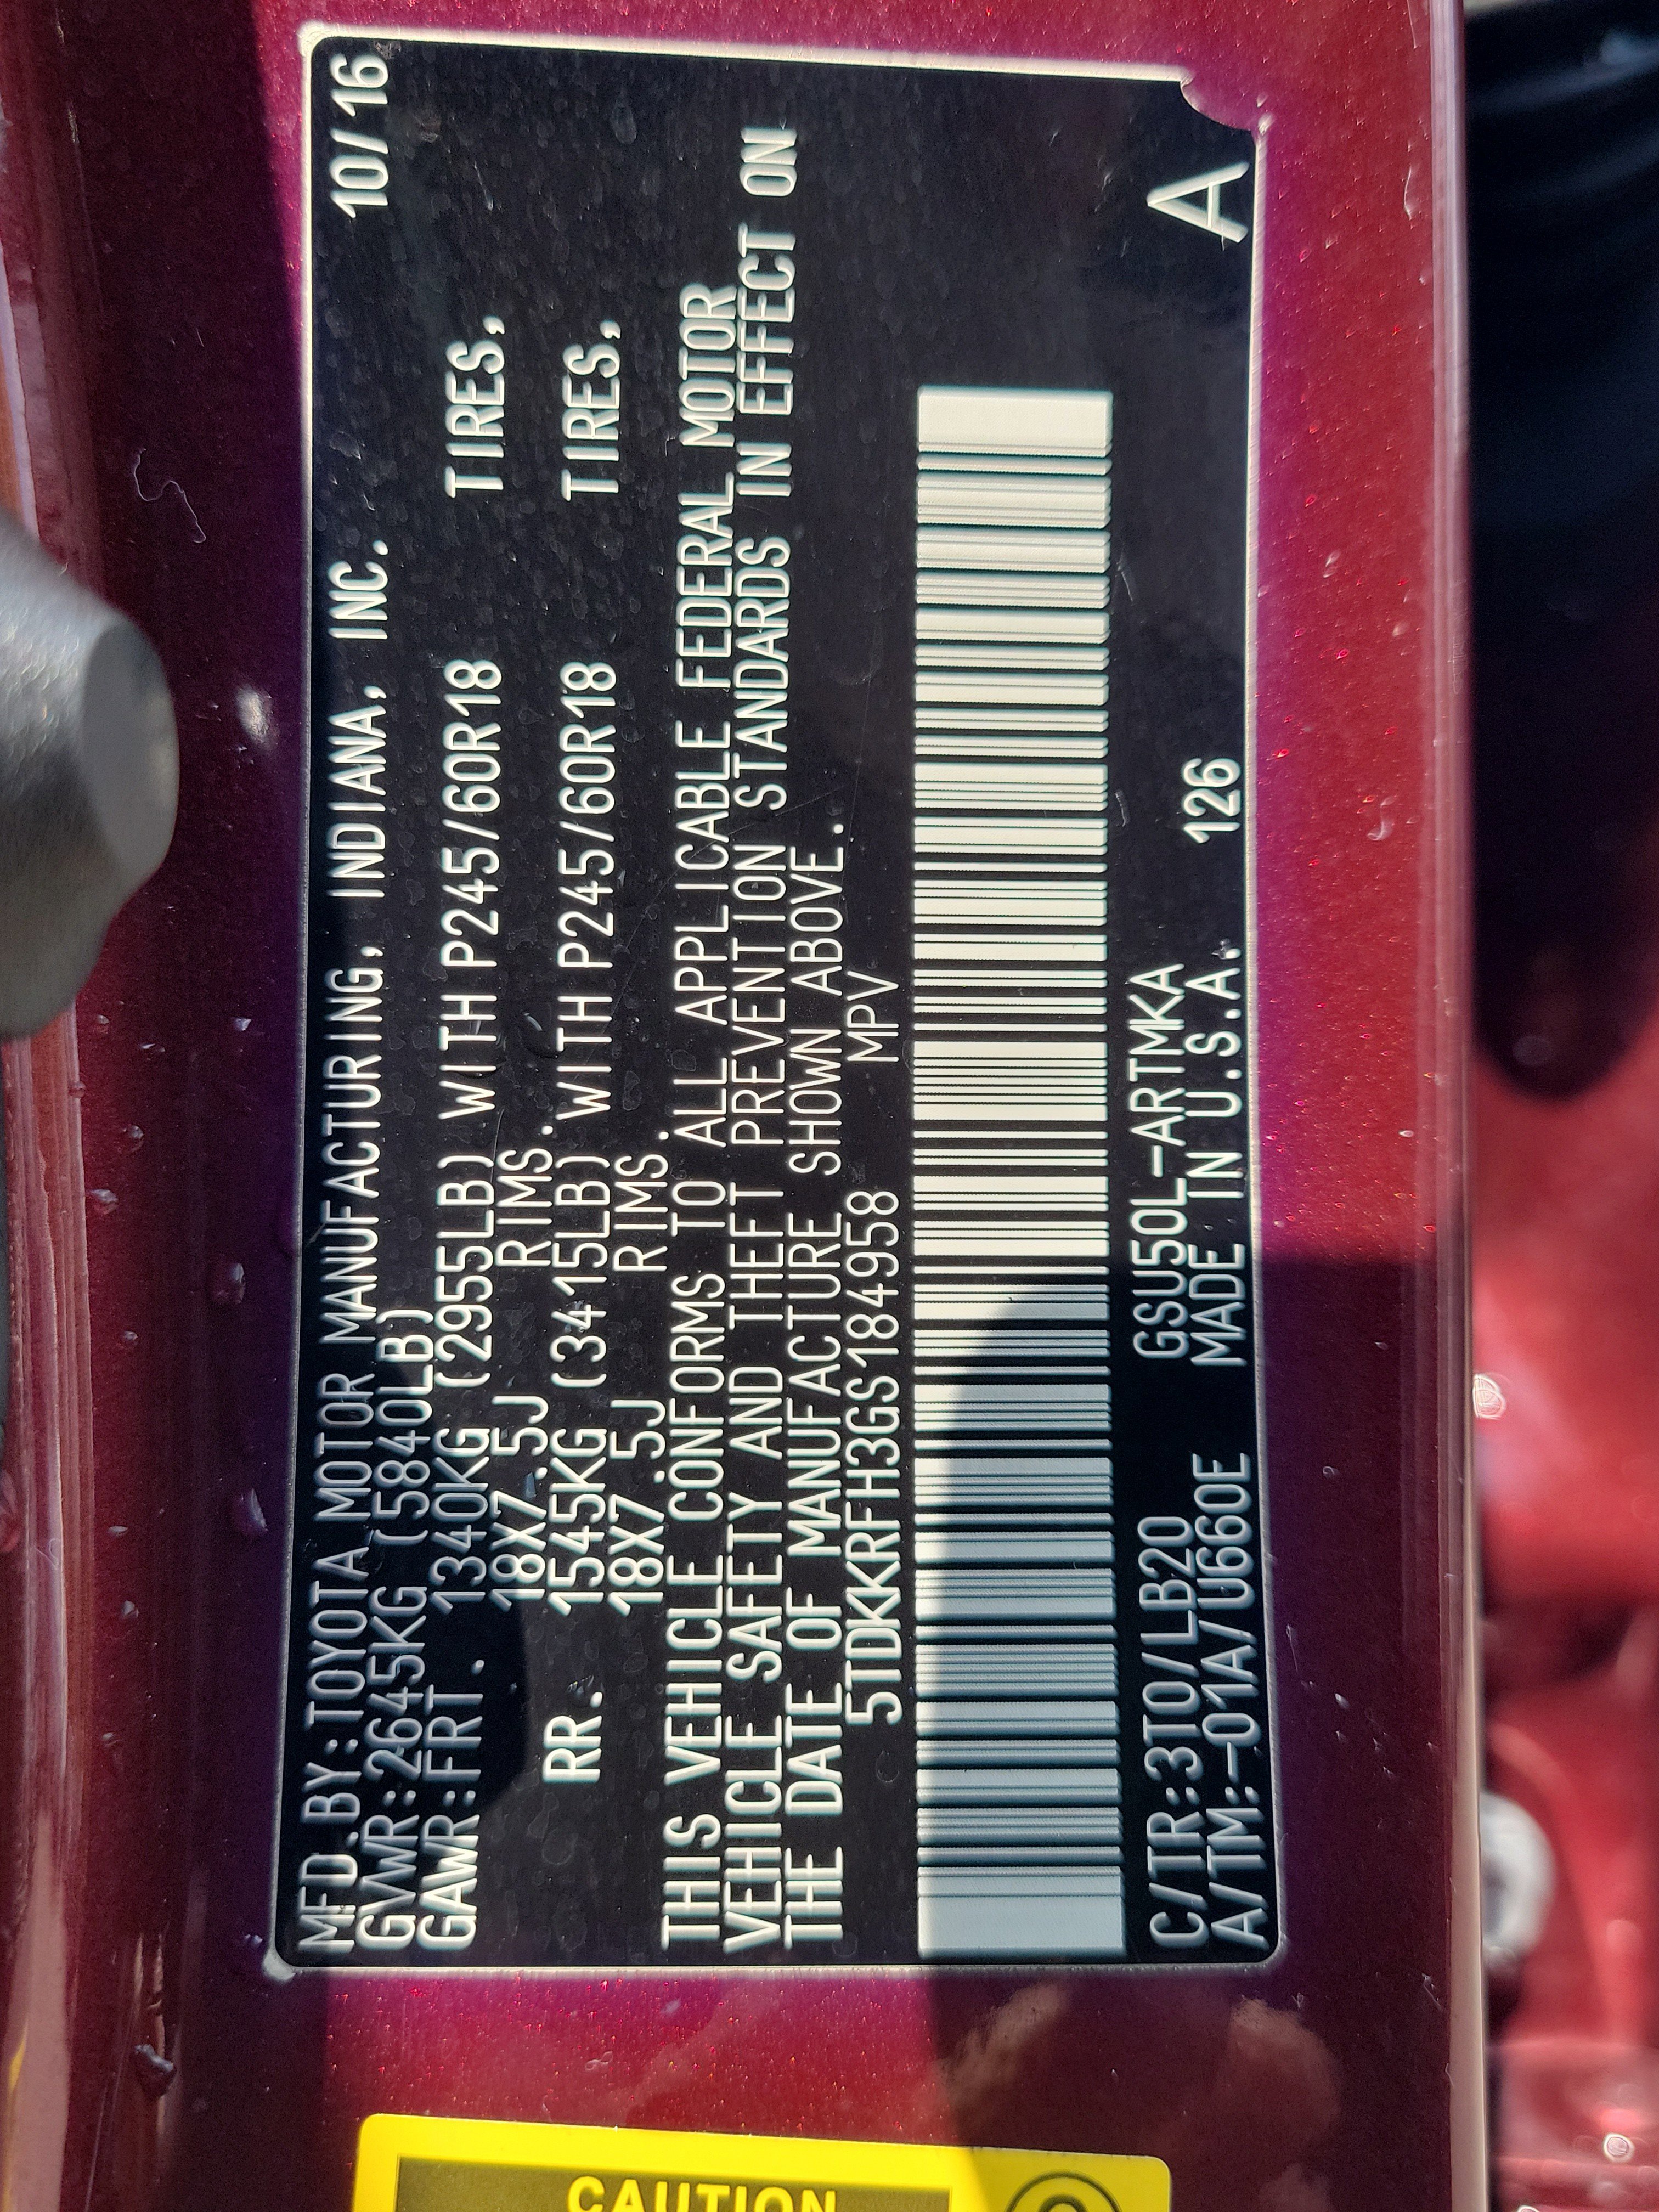 MFD.BY:TOYOTA MOTOR MANUFACTURING, INDIANA, INC. 10/16
GVWR:2645KG (5840LB)
GAWR:FRT. 1340KG (2955LB) WITH P245/60R18 TIRES,
18X7.5J RIMS.
RR. 1545KG (3415LB) WITH P245/60R18 TIRES,
18X7.5J RIMS.
THIS VEHICLE CONFORMS TO ALL APPLICABLE FEDERAL MOTOR
VEHICLE SAFETY AND THEFT PREVENTION STANDARDS IN EFFECT ON
THE DATE OF MANUFACTURE SHOWN ABOVE.
5TDKKRFH3GS184958 MPV
C/TR:3T0/LB20 GSU50L-ARTMKA
A/TM:-01A/U660E MADE IN U.S.A. 126 A
CAUTION